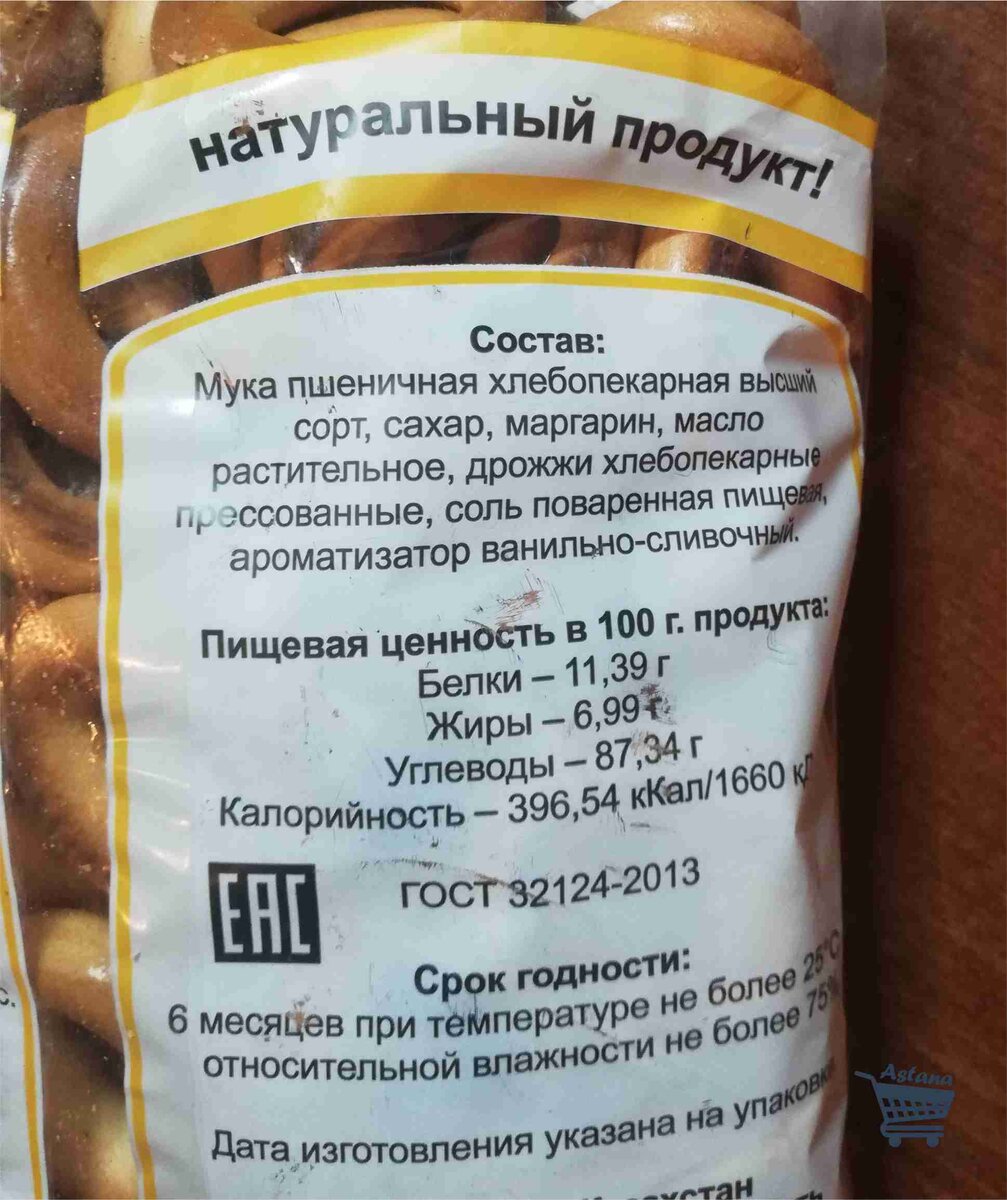 натуральный продукт!
Состав:
Мука пшеничная хлебопекарная высший
сорт, сахар, маргарин, масло
растительное, дрожжи хлебопекарные
прессованные, соль поваренная пищевая,
ароматизатор ванильно-сливочный.
Пищевая ценность в 100 г. продукта:
Белки – 11,39 г
Жиры – 6,99 г
Углеводы – 87,34 г
Калорийность – 396,54 кКал/1660 кД
EAC
ГОСТ 32124-2013
Срок годности:
6 месяцев при температуре не более 25°С
относительной влажности не более 75%
Дата изготовления указана на упаковке
с.
Astana